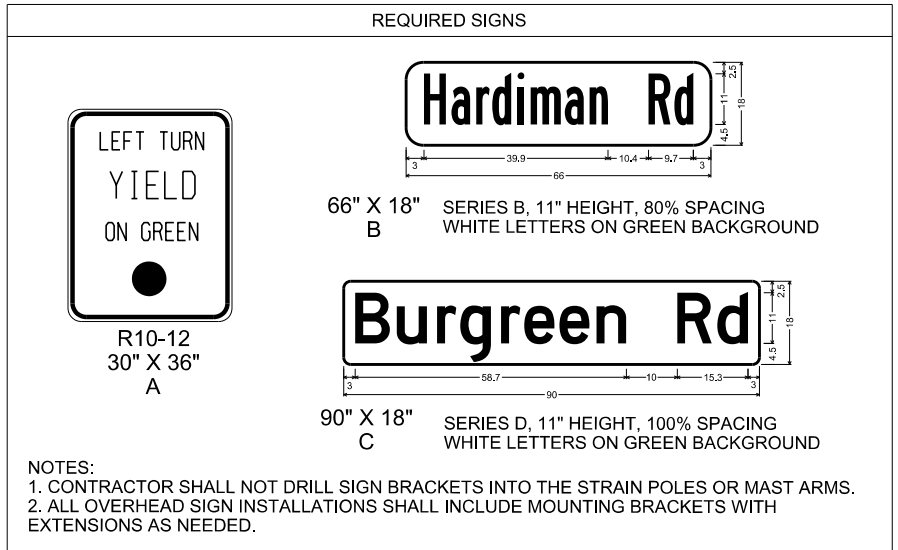 REQUIRED SIGNS
LEFT TURN
YIELD
ON GREEN
R10-12
30" X 36"
A
Hardiman Rd
2.5
11
18
4.5
3
39.9
10.4
9.7
3
66
66" X 18"
B
SERIES B, 11" HEIGHT, 80% SPACING
WHITE LETTERS ON GREEN BACKGROUND
Burgreen Rd
2.5
11
18
4.5
3
58.7
10
15.3
3
90
90" X 18"
C
SERIES D, 11" HEIGHT, 100% SPACING
WHITE LETTERS ON GREEN BACKGROUND
NOTES:
1. CONTRACTOR SHALL NOT DRILL SIGN BRACKETS INTO THE STRAIN POLES OR MAST ARMS.
2. ALL OVERHEAD SIGN INSTALLATIONS SHALL INCLUDE MOUNTING BRACKETS WITH
EXTENSIONS AS NEEDED.